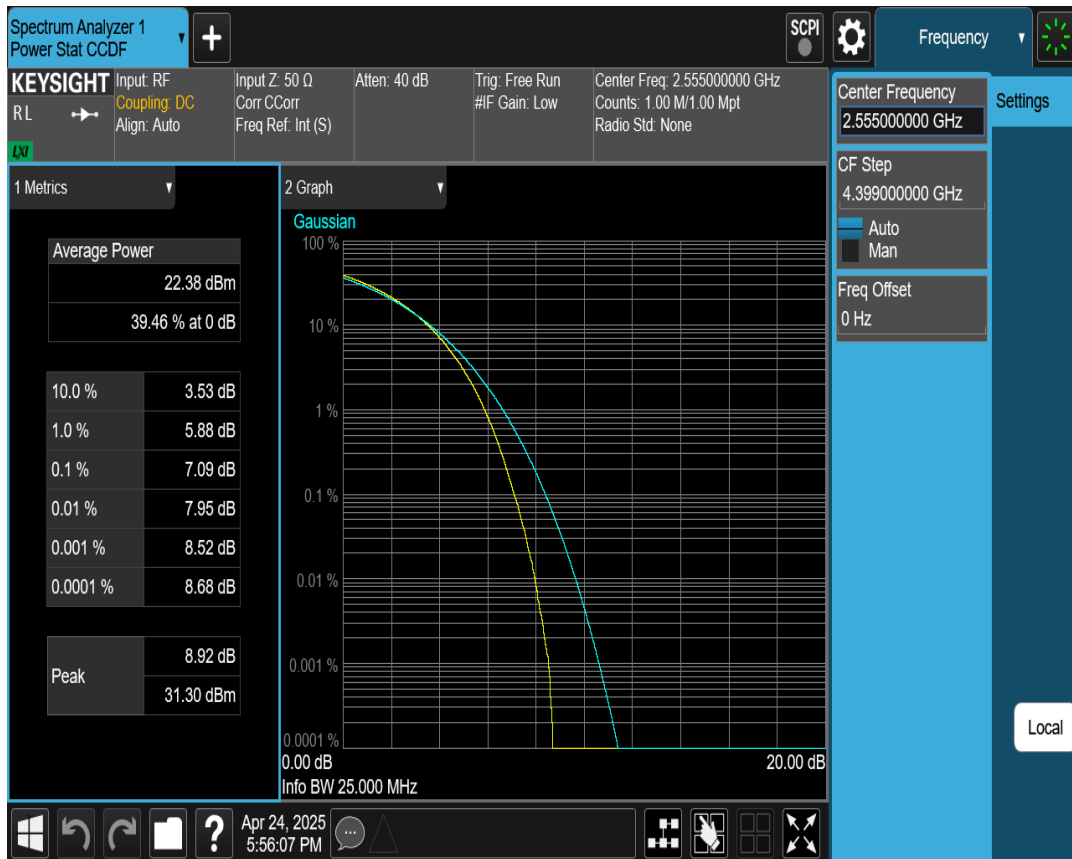 Spectrum Analyzer 1
Power Stat CCDF
SCPI
Frequency
KEYSIGHT
RL
LXI
Input: RF
Coupling: DC
Align: Auto
Input Z: 50 Ω
Corr CCorr
Freq Ref: Int (S)
Atten: 40 dB
Trig: Free Run
#IF Gain: Low
Center Freq: 2.555000000 GHz
Counts: 1.00 M/1.00 Mpt
Radio Std: None
Center Frequency
2.555000000 GHz
Settings
CF Step
4.399000000 GHz
Auto
Man
Freq Offset
0 Hz
Local
1 Metrics
Average Power
22.38 dBm
39.46 % at 0 dB
10.0 % 3.53 dB
1.0 % 5.88 dB
0.1 % 7.09 dB
0.01 % 7.95 dB
0.001 % 8.52 dB
0.0001 % 8.68 dB
Peak
8.92 dB
31.30 dBm
2 Graph
Gaussian
100 %
10 %
1 %
0.1 %
0.01 %
0.001 %
0.0001 %
0.00 dB 20.00 dB
Info BW 25.000 MHz
?
Apr 24, 2025
5:56:07 PM